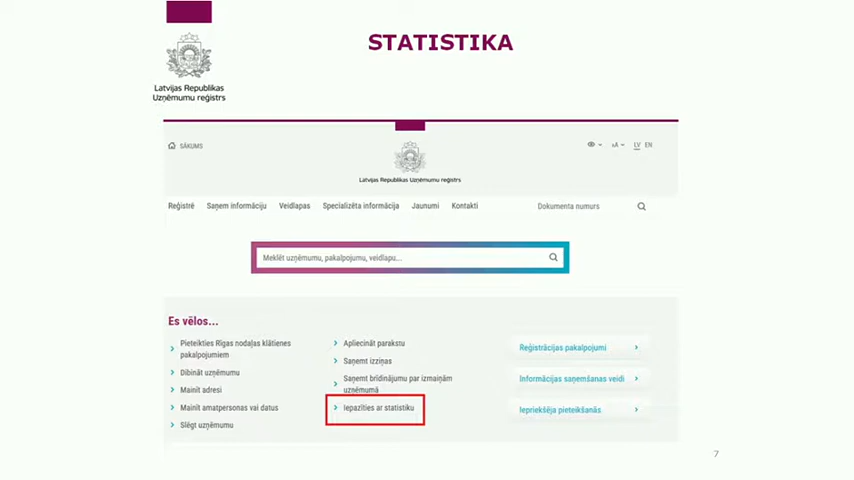 STATISTIKA
Latvijas Republikas
Uzņēmumu reģistrs
SĀKUMS
AA
LV EN
Latvijas Republikas Uzņēmumu reģistrs
Reģistrē Saņem informāciju Veidlapas Specializēta informācija Jaunumi Kontakti Dokumenta numurs
Meklēt uzņēmumu, pakalpojumu, veidlapu...
Es vēlos...
Pieteikties Rīgas nodaļas klātienes
pakalpojumiem
Dibināt uzņēmumu
Mainīt adresi
Mainīt amatpersonas vai datus
Slēgt uzņēmumu
Apliecināt parakstu
Saņemt izziņas
Saņemt brīdinājumu par izmaiņām
uzņēmumā
Iepazīties ar statistiku
Reģistrācijas pakalpojumi
Informācijas saņemšanas veidi
Iepriekšēja pieteikšanās
7